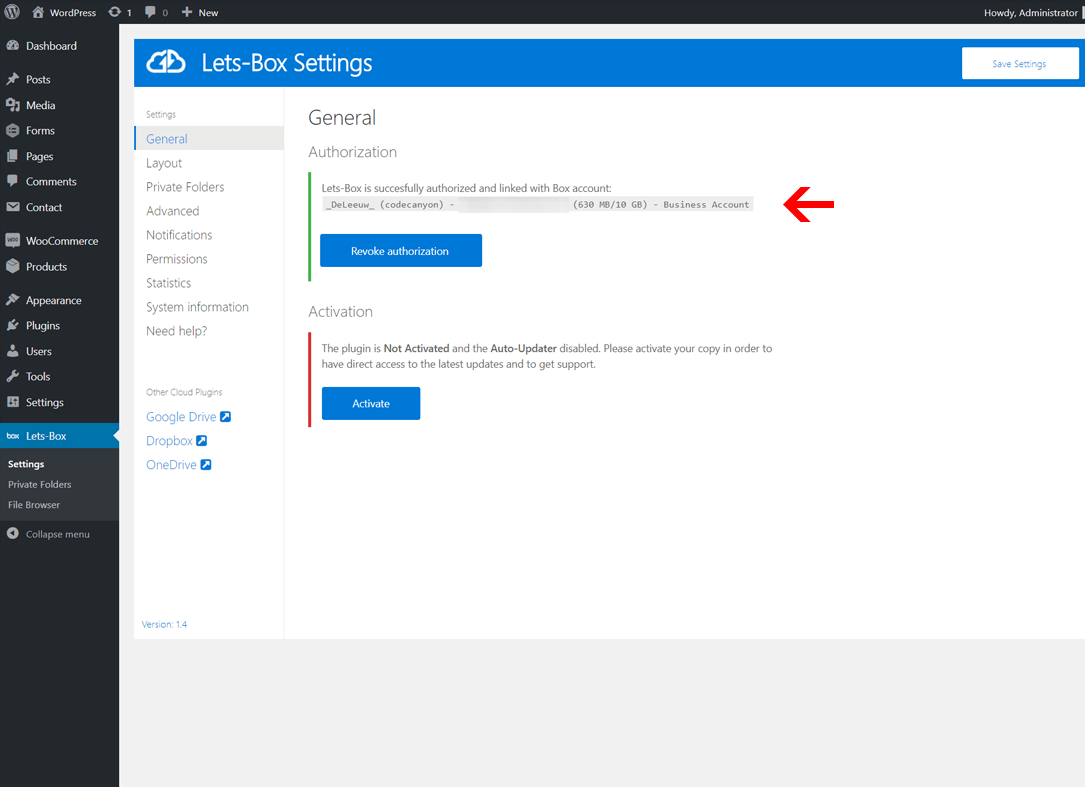 WordPress 1 0 New Howdy, Administrator
Dashboard
Posts
Media
Forms
Pages
Comments
Contact
WooCommerce
Products
Appearance
Plugins
Users
Tools
Settings
box Lets-Box
Settings
Private Folders
File Browser
Collapse menu
Lets-Box Settings
Save Settings
Settings
General
Layout
Private Folders
Advanced
Notifications
Permissions
Statistics
System information
Need help?
Other Cloud Plugins
Google Drive
Dropbox
OneDrive
Version: 1.4
General
Authorization
Lets-Box is succesfully authorized and linked with Box account:
_DeLeeuw_ (codecanyon) - (630 MB/10 GB) - Business Account
Revoke authorization
Activation
The plugin is Not Activated and the Auto-Updater disabled. Please activate your copy in order to
have direct access to the latest updates and to get support.
Activate